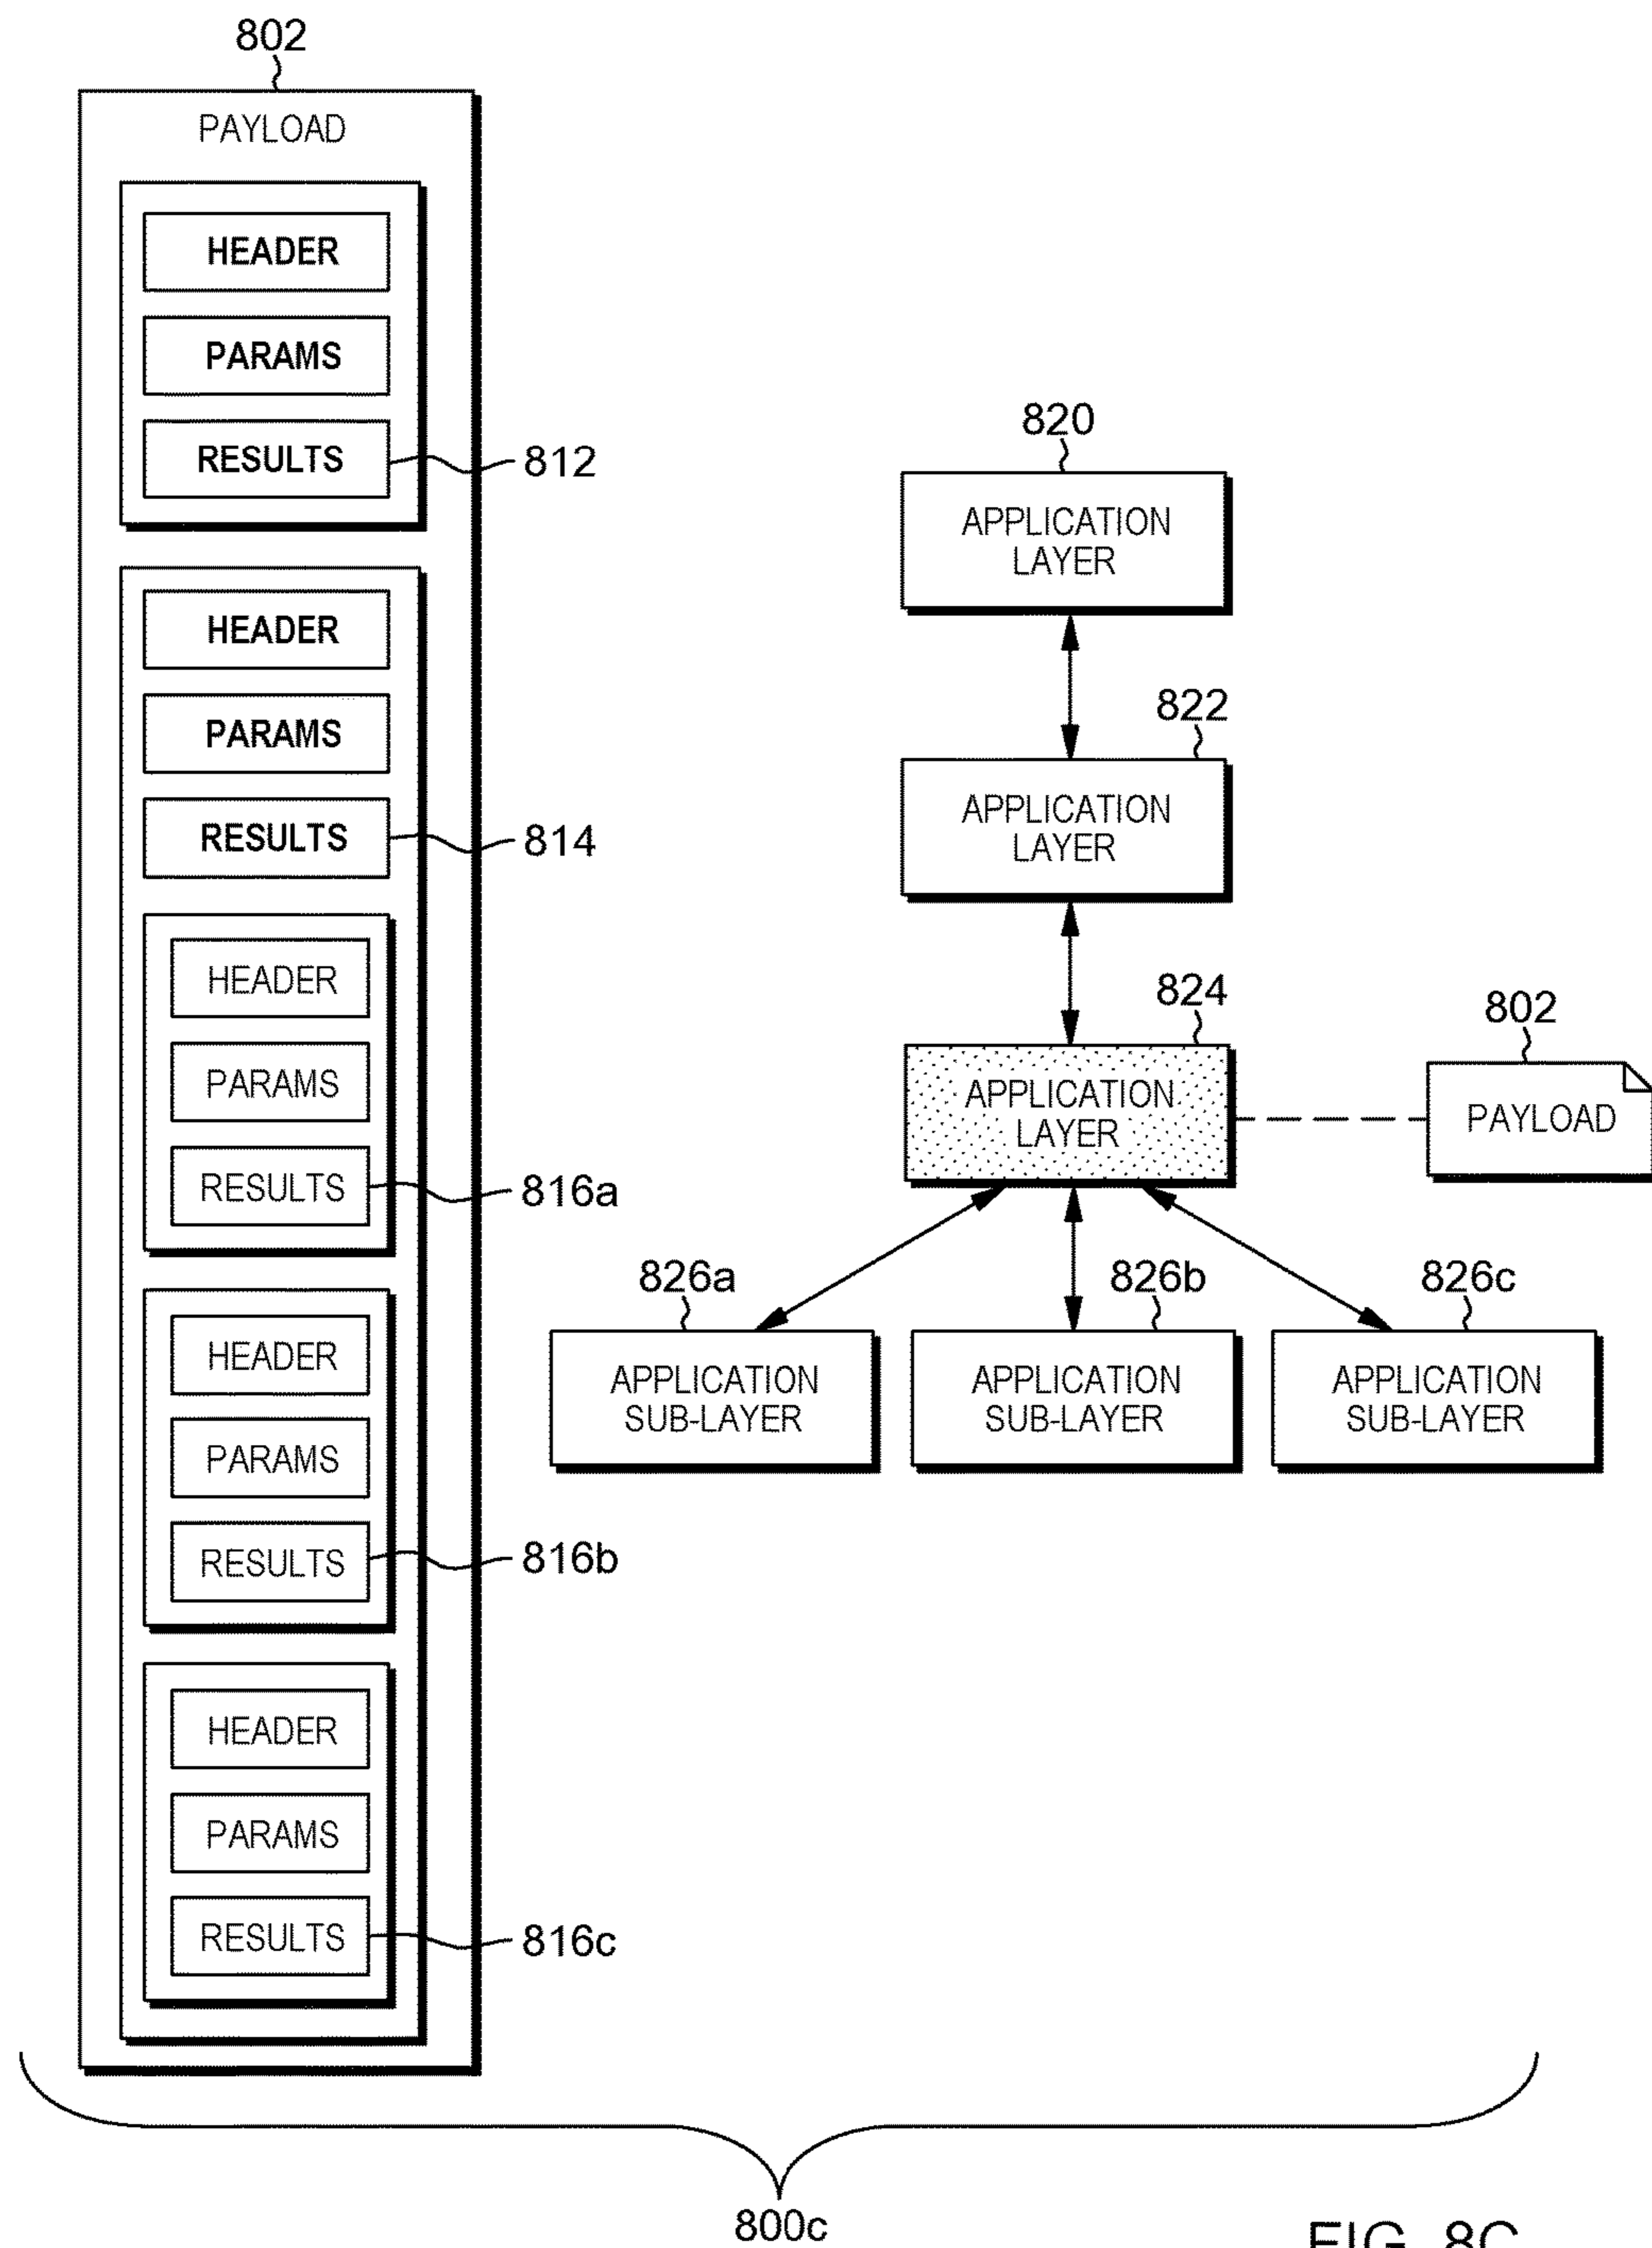 802
PAYLOAD
HEADER
PARAMS
RESULTS
812
HEADER
PARAMS
RESULTS
814
HEADER
PARAMS
RESULTS
816a
HEADER
PARAMS
RESULTS
816b
HEADER
PARAMS
RESULTS
816c
820
APPLICATION
LAYER
822
APPLICATION
LAYER
824
APPLICATION
LAYER
802
PAYLOAD
826a
APPLICATION
SUB-LAYER
826b
APPLICATION
SUB-LAYER
826c
APPLICATION
SUB-LAYER
800c
FIG. 8C